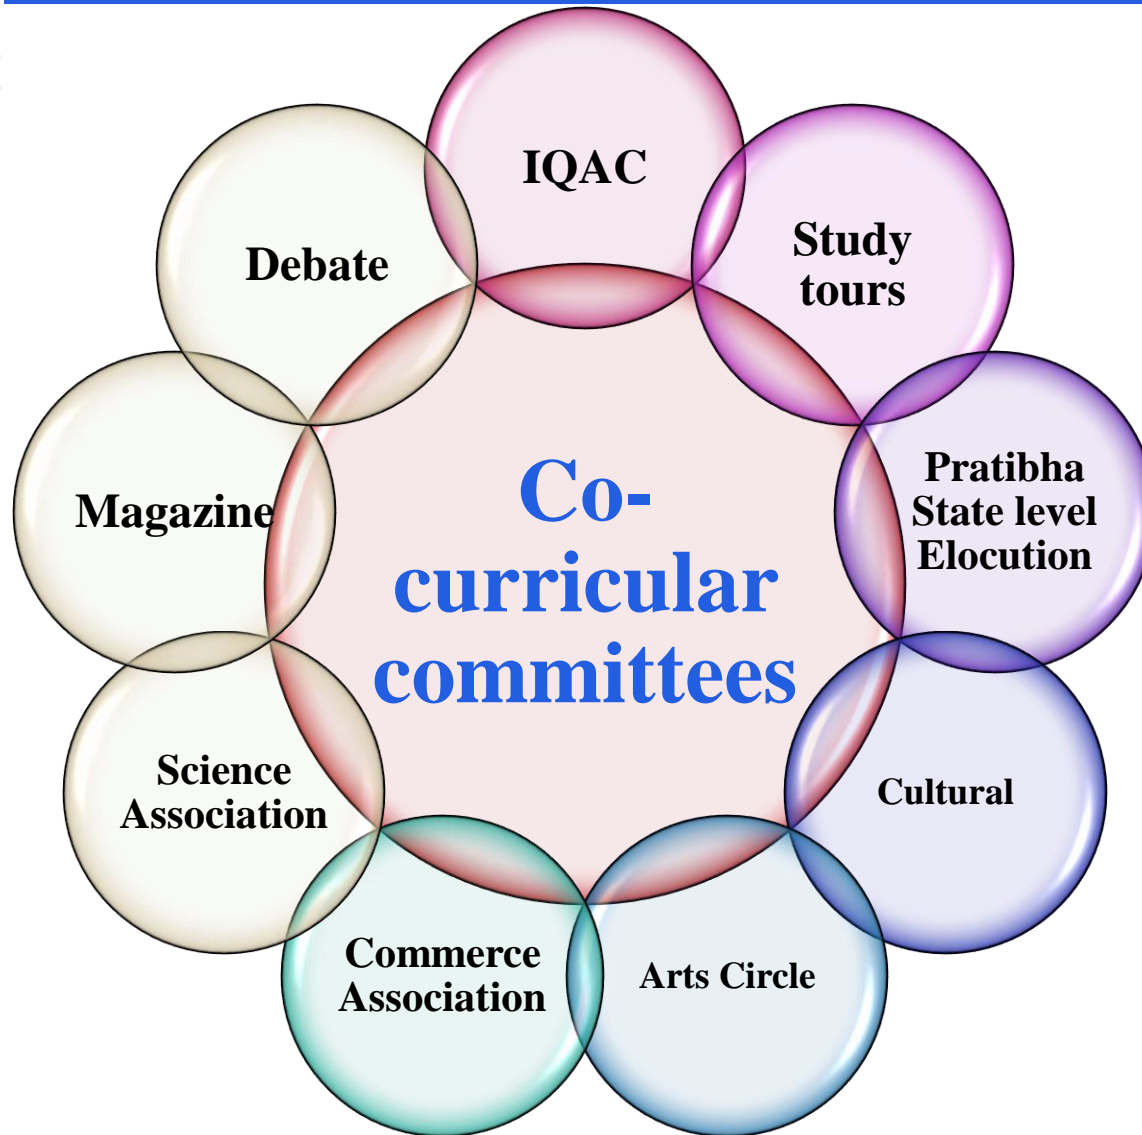 IQAC
Study
tours
Pratibha
State level
Elocution
Cultural
Arts Circle
Commerce
Association
Science
Association
Magazine
Debate
Co-
curricular
committees